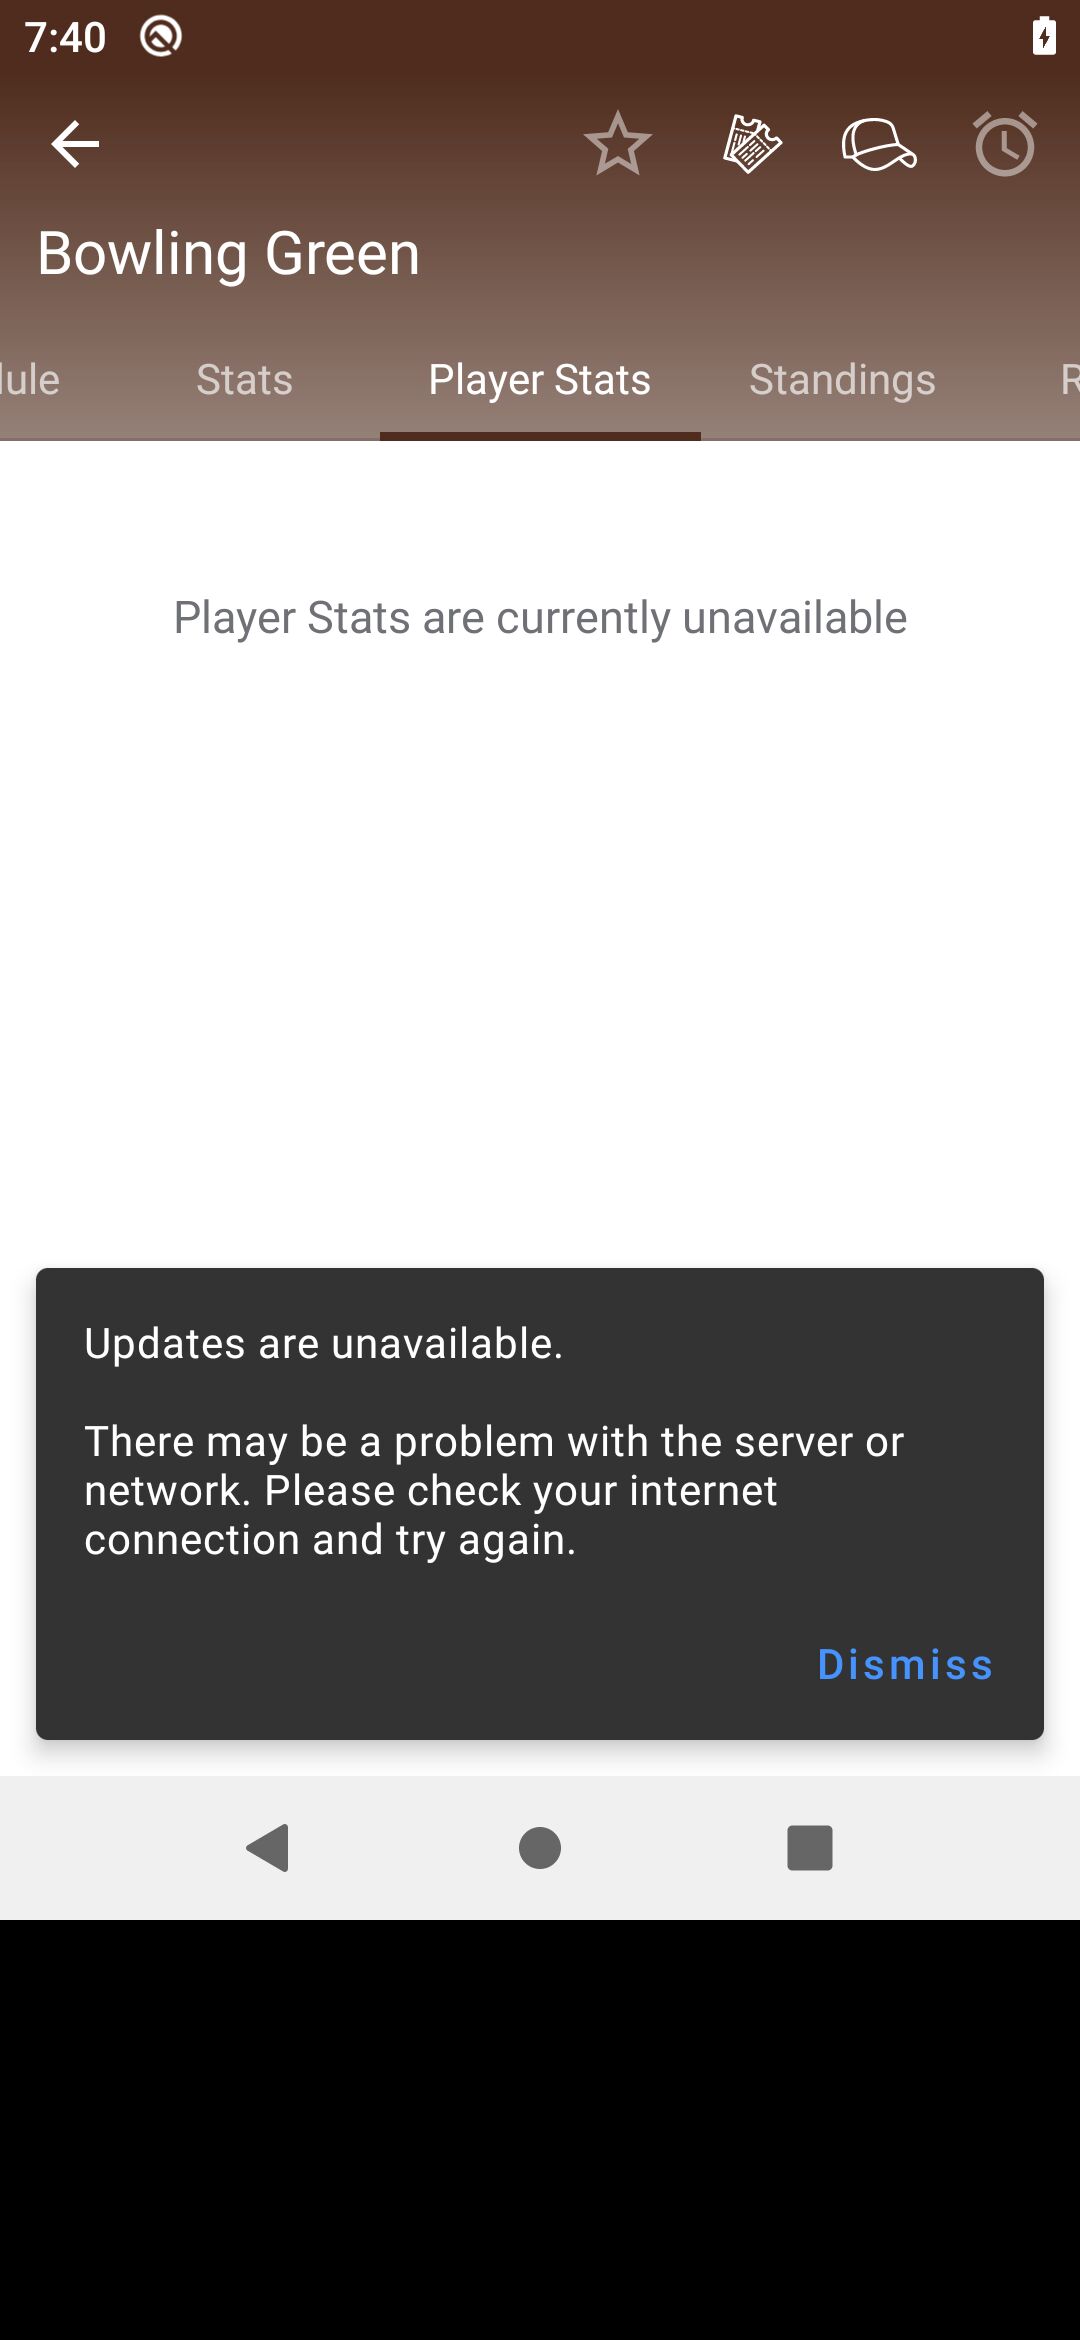 7:40
Bowling Green
lule Stats Player Stats Standings R
Player Stats are currently unavailable
Updates are unavailable.
There may be a problem with the server or
network. Please check your internet
connection and try again.
Dismiss